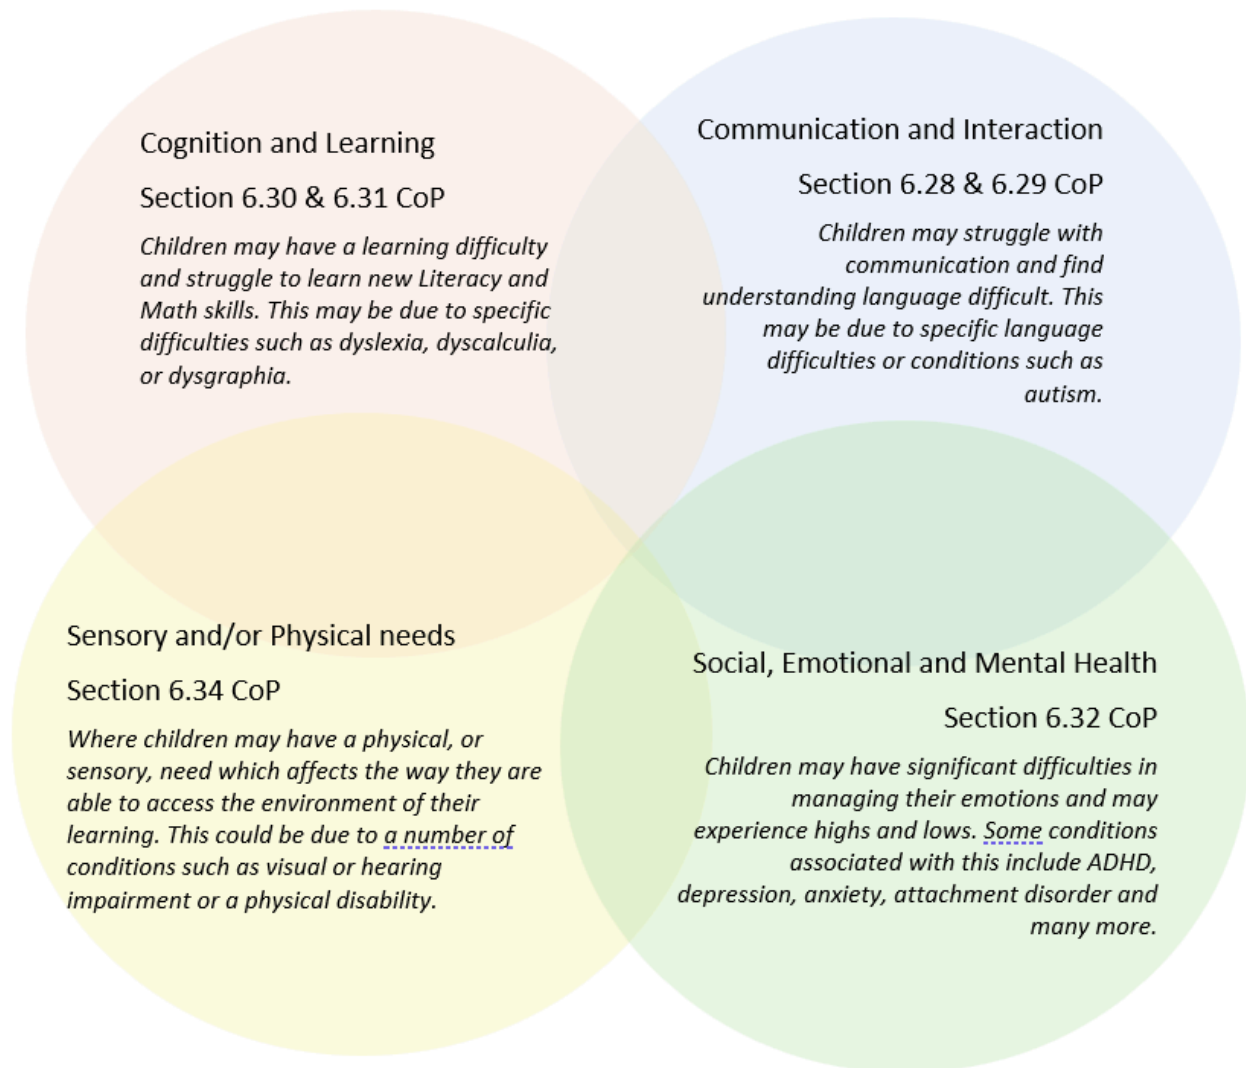 Cognition and Learning
Section 6.30 & 6.31 CoP
Children may have a learning difficulty
and struggle to learn new Literacy and
Math skills. This may be due to specific
difficulties such as dyslexia, dyscalculia,
or dysgraphia.
Communication and Interaction
Section 6.28 & 6.29 CoP
Children may struggle with
communication and find
understanding language difficult. This
may be due to specific language
difficulties or conditions such as
autism.
Sensory and/or Physical needs
Section 6.34 CoP
Where children may have a physical, or
sensory, need which affects the way they are
able to access the environment of their
learning. This could be due to a number of
conditions such as visual or hearing
impairment or a physical disability.
Social, Emotional and Mental Health
Section 6.32 CoP
Children may have significant difficulties in
managing their emotions and may
experience highs and lows. Some conditions
associated with this include ADHD,
depression, anxiety, attachment disorder and
many more.